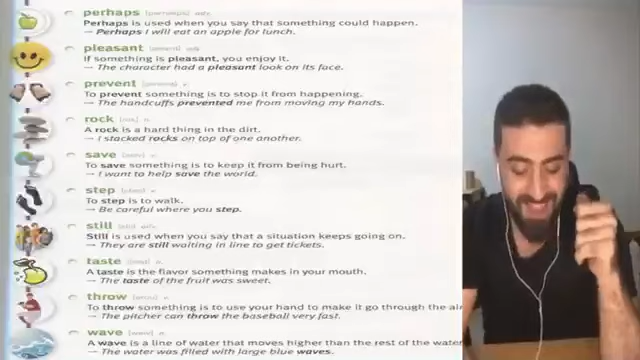 perhaps
Perhaps is used when you say that something could happen.
→ Perhaps I will eat an apple for lunch.
pleasant
If something is pleasant, you enjoy it.
→ The character had a pleasant look on its face.
prevent
To prevent something is to stop it from happening.
→ The handcuffs prevented me from moving my hands.
rock
A rock is a hard thing in the dirt.
→ I stacked rocks on top of one another.
save
To save something is to keep it from being hurt.
→ I want to help save the world.
step
To step is to walk.
→ Be careful where you step.
still
Still is used when you say that a situation keeps going on.
→ They are still waiting in line to get tickets.
taste
A taste is the flavor something makes in your mouth.
→ The taste of the fruit was sweet.
throw
To throw something is to use your hand to make it go through the air
→ The pitcher can throw the baseball very fast.
wave
A wave is a line of water that moves higher than the rest of the water
→ The water was filled with large blue waves.